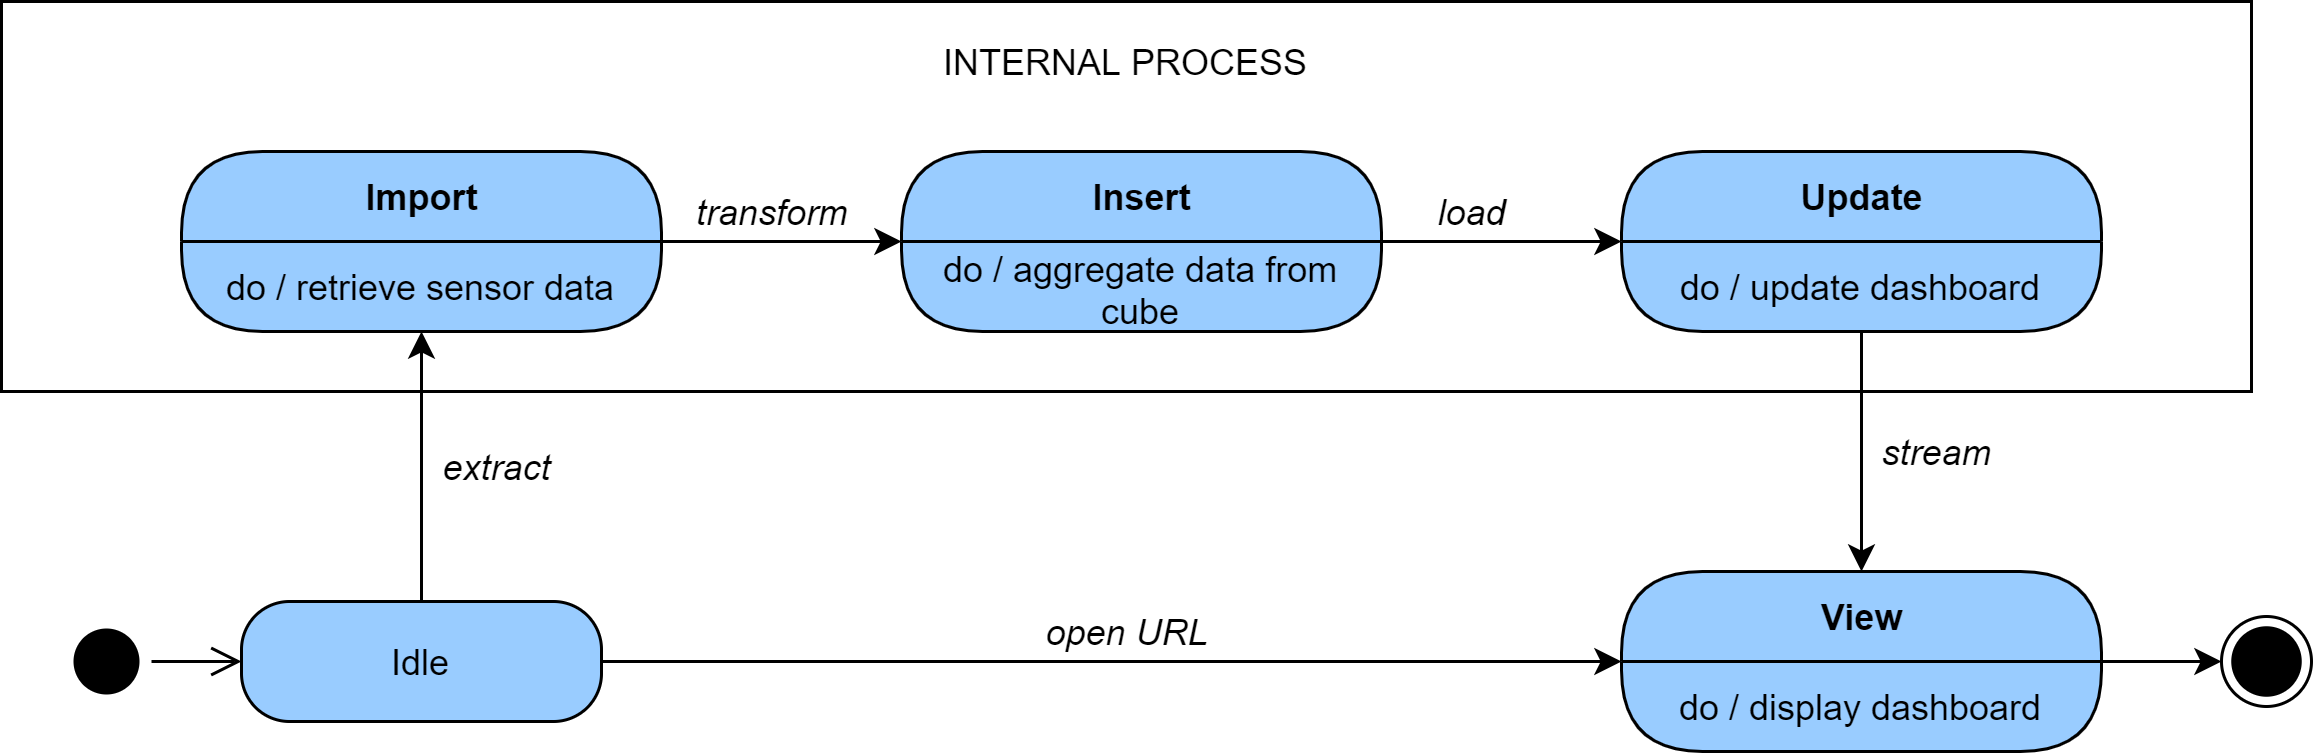 INTERNAL PROCESS
Import
do / retrieve sensor data
transform
Insert
do / aggregate data from
cube
load
Update
do / update dashboard
extract
stream
Idle
open URL
View
do / display dashboard